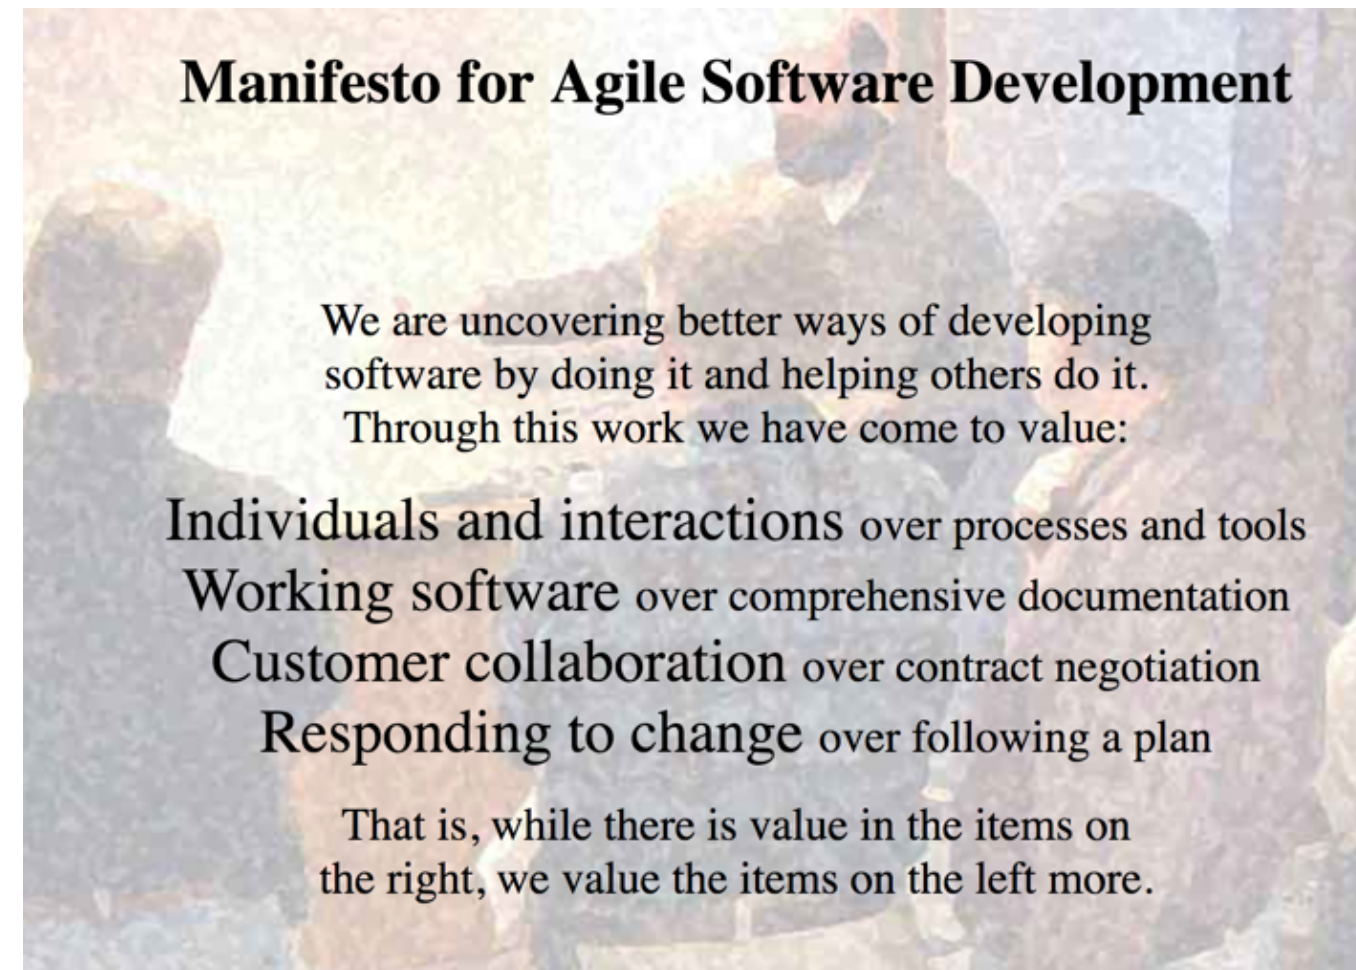 Manifesto for Agile Software Development
We are uncovering better ways of developing
software by doing it and helping others do it.
Through this work we have come to value:
Individuals and interactions over processes and tools
Working software over comprehensive documentation
Customer collaboration over contract negotiation
Responding to change over following a plan
That is, while there is value in the items on
the right, we value the items on the left more.